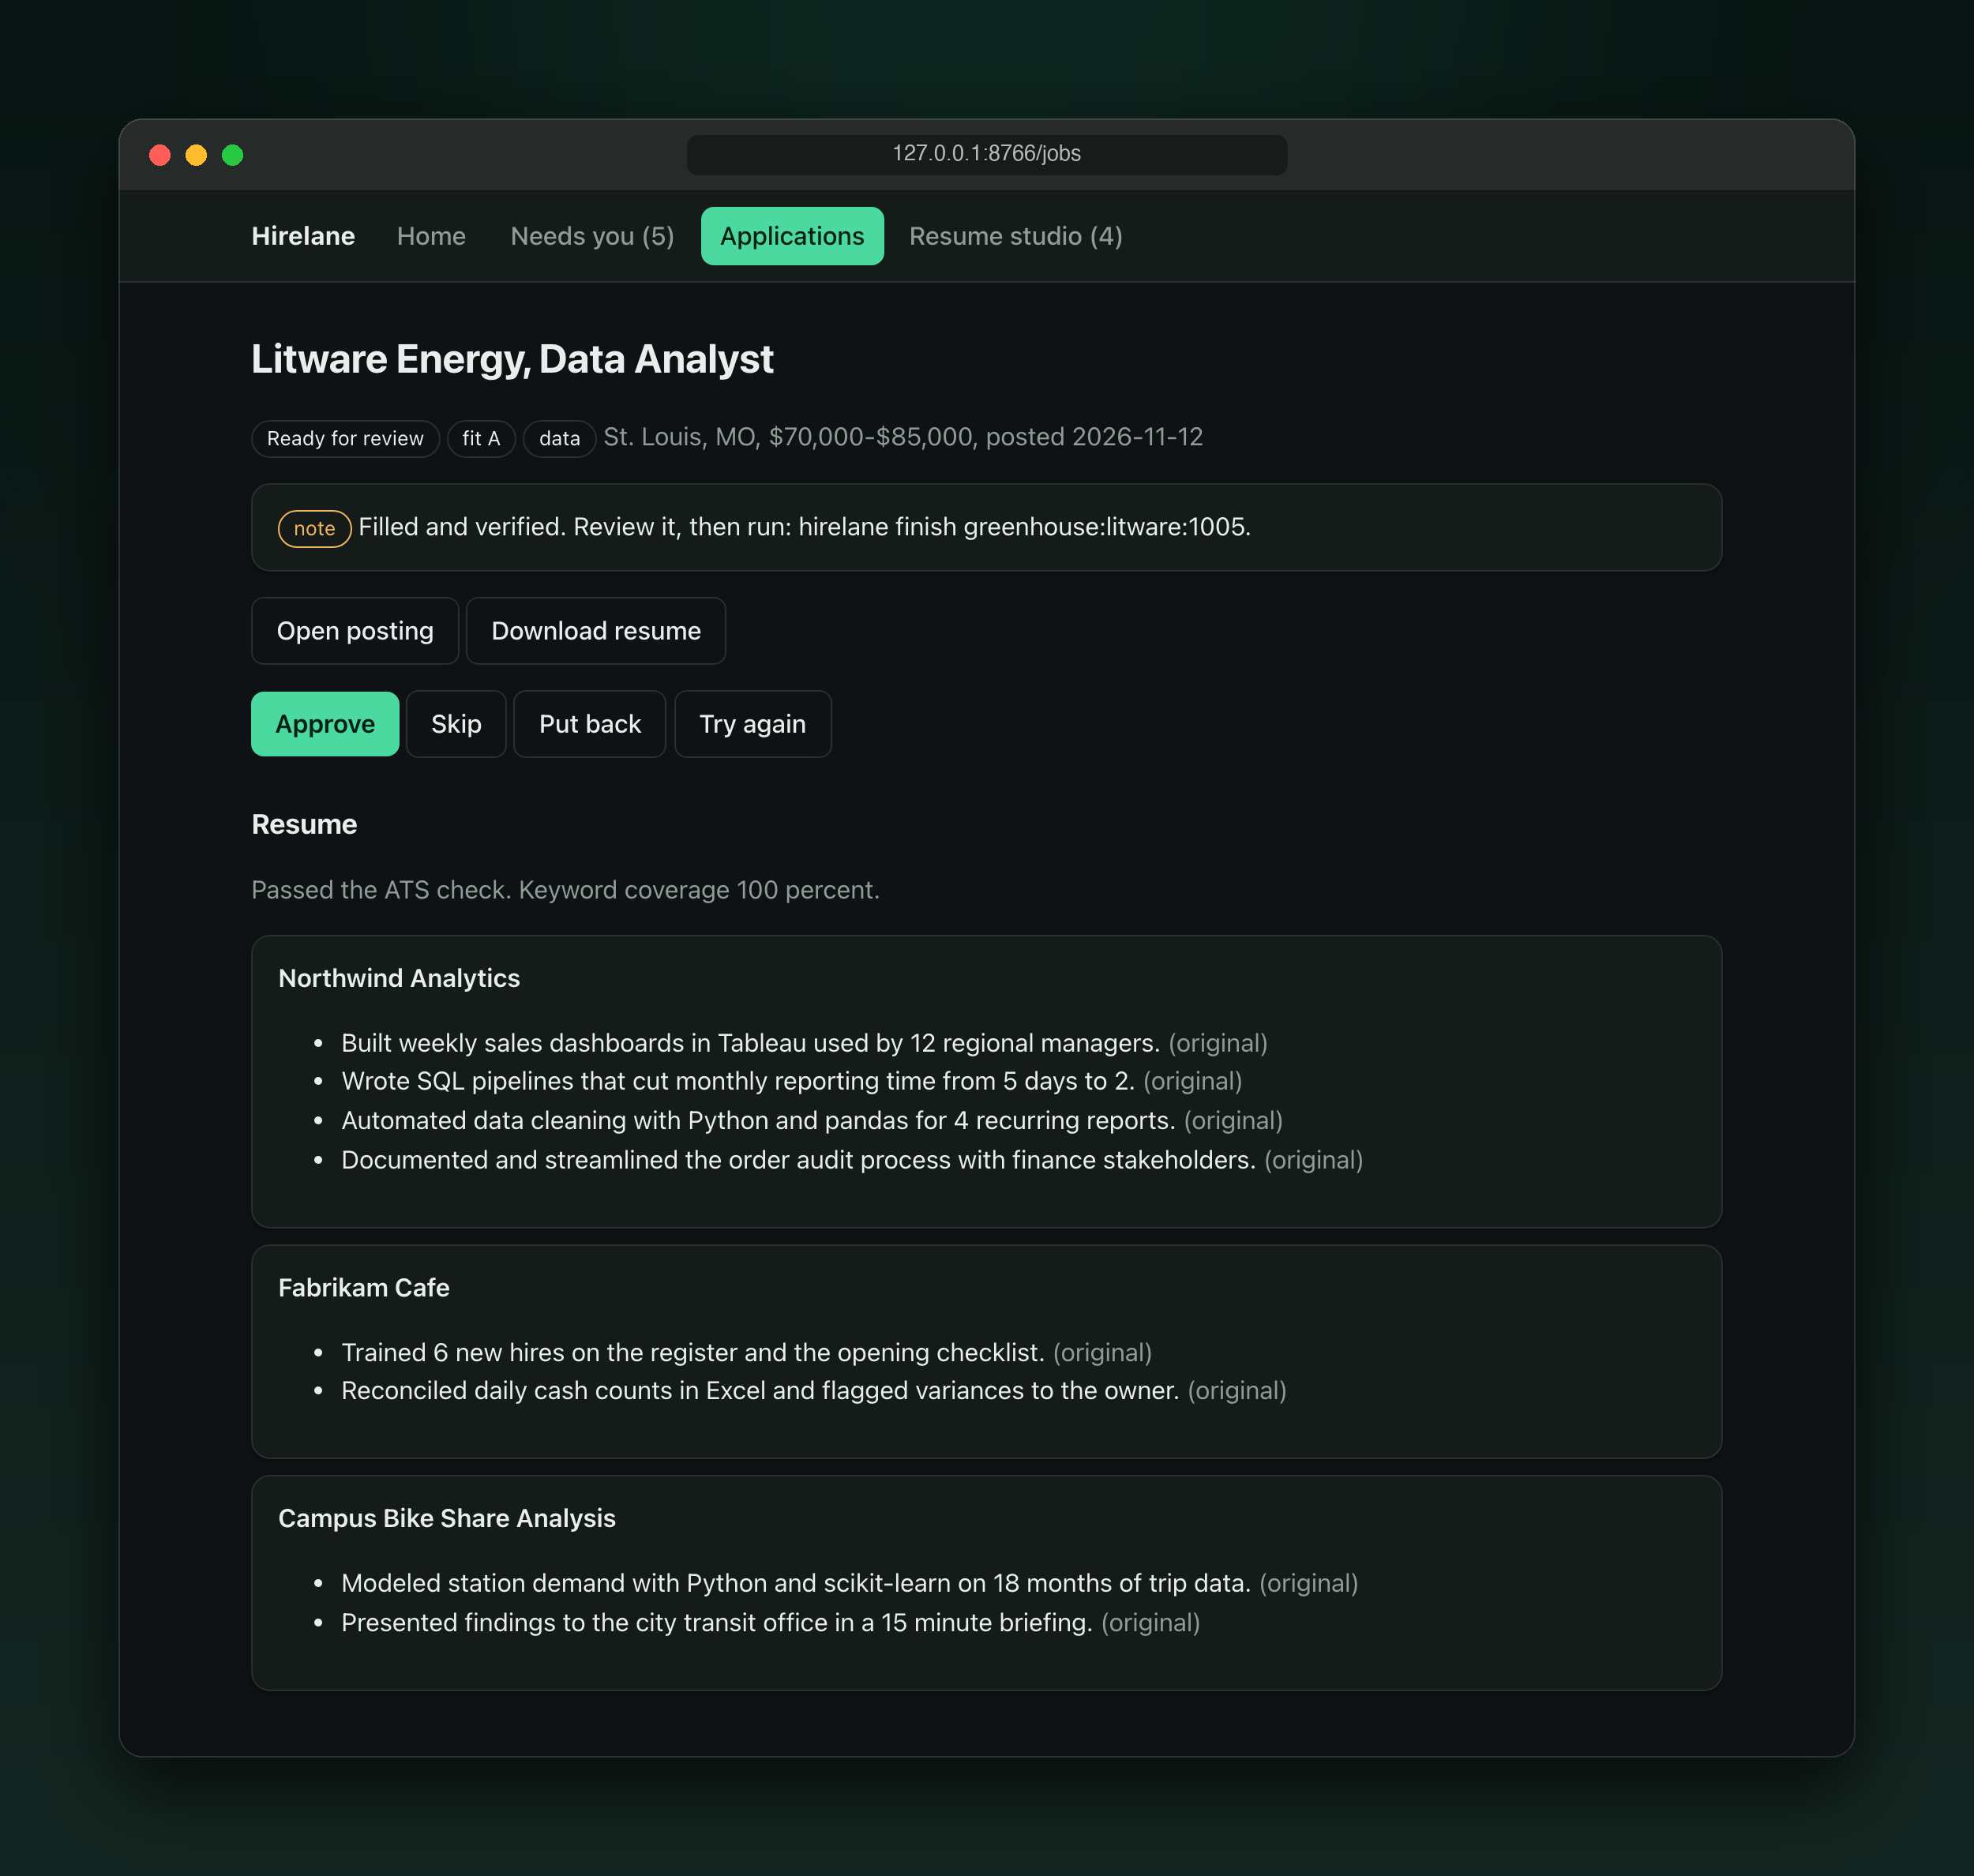 127.0.0.1:8766/jobs
Hirelane Home Needs you (5) Applications Resume studio (4)
Litware Energy, Data Analyst
Ready for review fit A data St. Louis, MO, $70,000-$85,000, posted 2026-11-12
note Filled and verified. Review it, then run: hirelane finish greenhouse:litware:1005.
Open posting Download resume
Approve Skip Put back Try again
Resume
Passed the ATS check. Keyword coverage 100 percent.
Northwind Analytics
• Built weekly sales dashboards in Tableau used by 12 regional managers. (original)
• Wrote SQL pipelines that cut monthly reporting time from 5 days to 2. (original)
• Automated data cleaning with Python and pandas for 4 recurring reports. (original)
• Documented and streamlined the order audit process with finance stakeholders. (original)
Fabrikam Cafe
• Trained 6 new hires on the register and the opening checklist. (original)
• Reconciled daily cash counts in Excel and flagged variances to the owner. (original)
Campus Bike Share Analysis
• Modeled station demand with Python and scikit-learn on 18 months of trip data. (original)
• Presented findings to the city transit office in a 15 minute briefing. (original)